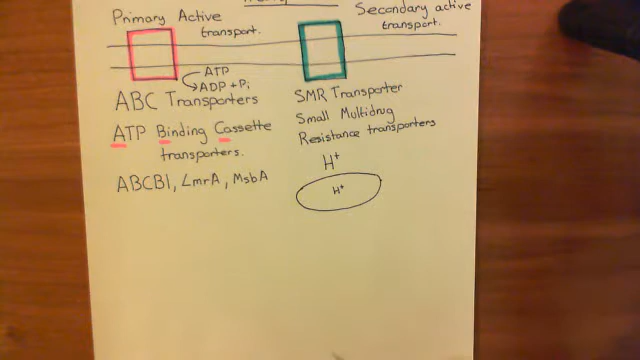 Primary Active
transport.
Secondary active
transport.
ATP
ADP + Pi
ABC Transporters
ATP Binding Cassette
transporters.
ABCB1, LmrA, MsbA
SMR Transporter
Small Multidrug
Resistance transporters
H+
H+